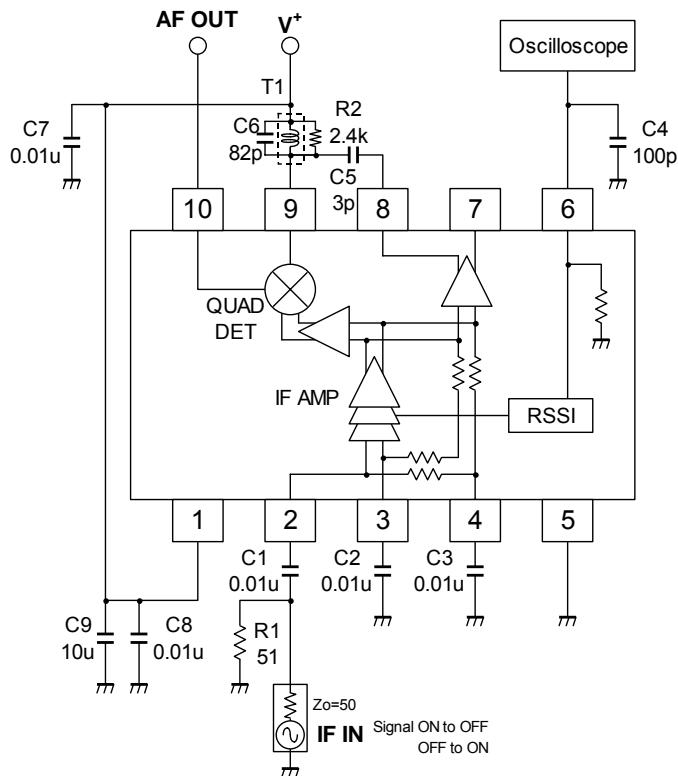 AF OUT
V+
Oscilloscope
T1
C7
0.01u
C6
82p
R2
2.4k
C5
3p
C4
100p
10
9
8
7
6
QUAD
DET
IF AMP
RSSI
1
2
3
4
5
C1
0.01u
C2
0.01u
C3
0.01u
C9
10u
C8
0.01u
R1
51
Zo=50
IF IN
Signal ON to OFF
OFF to ON